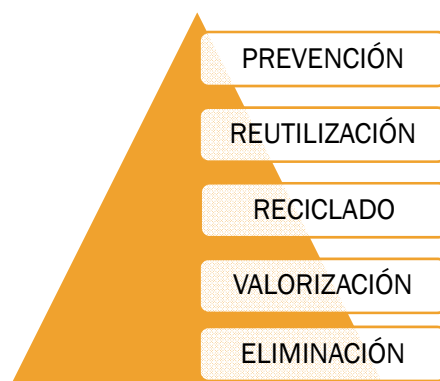 PREVENCIÓN
REUTILIZACIÓN
RECICLADO
VALORIZACIÓN
ELIMINACIÓN